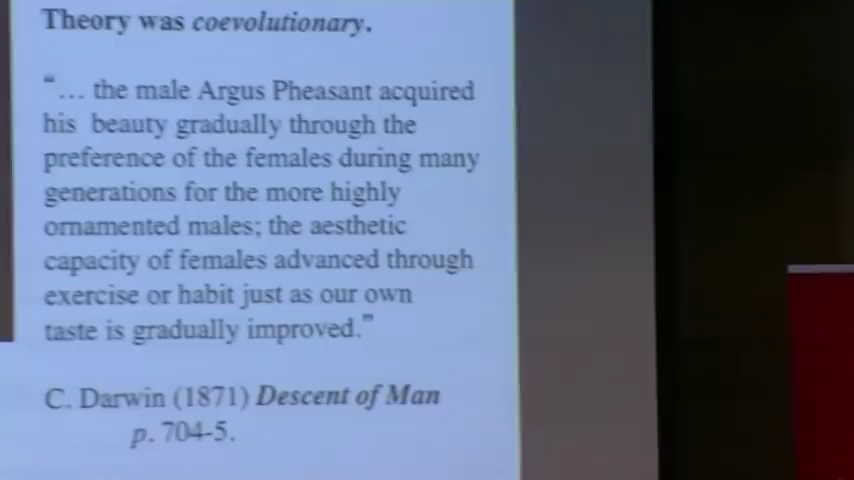 Theory was coevolutionary.
“… the male Argus Pheasant acquired
his beauty gradually through the
preference of the females during many
generations for the more highly
ornamented males; the aesthetic
capacity of females advanced through
exercise or habit just as our own
taste is gradually improved.”
C. Darwin (1871) Descent of Man
p. 704-5.